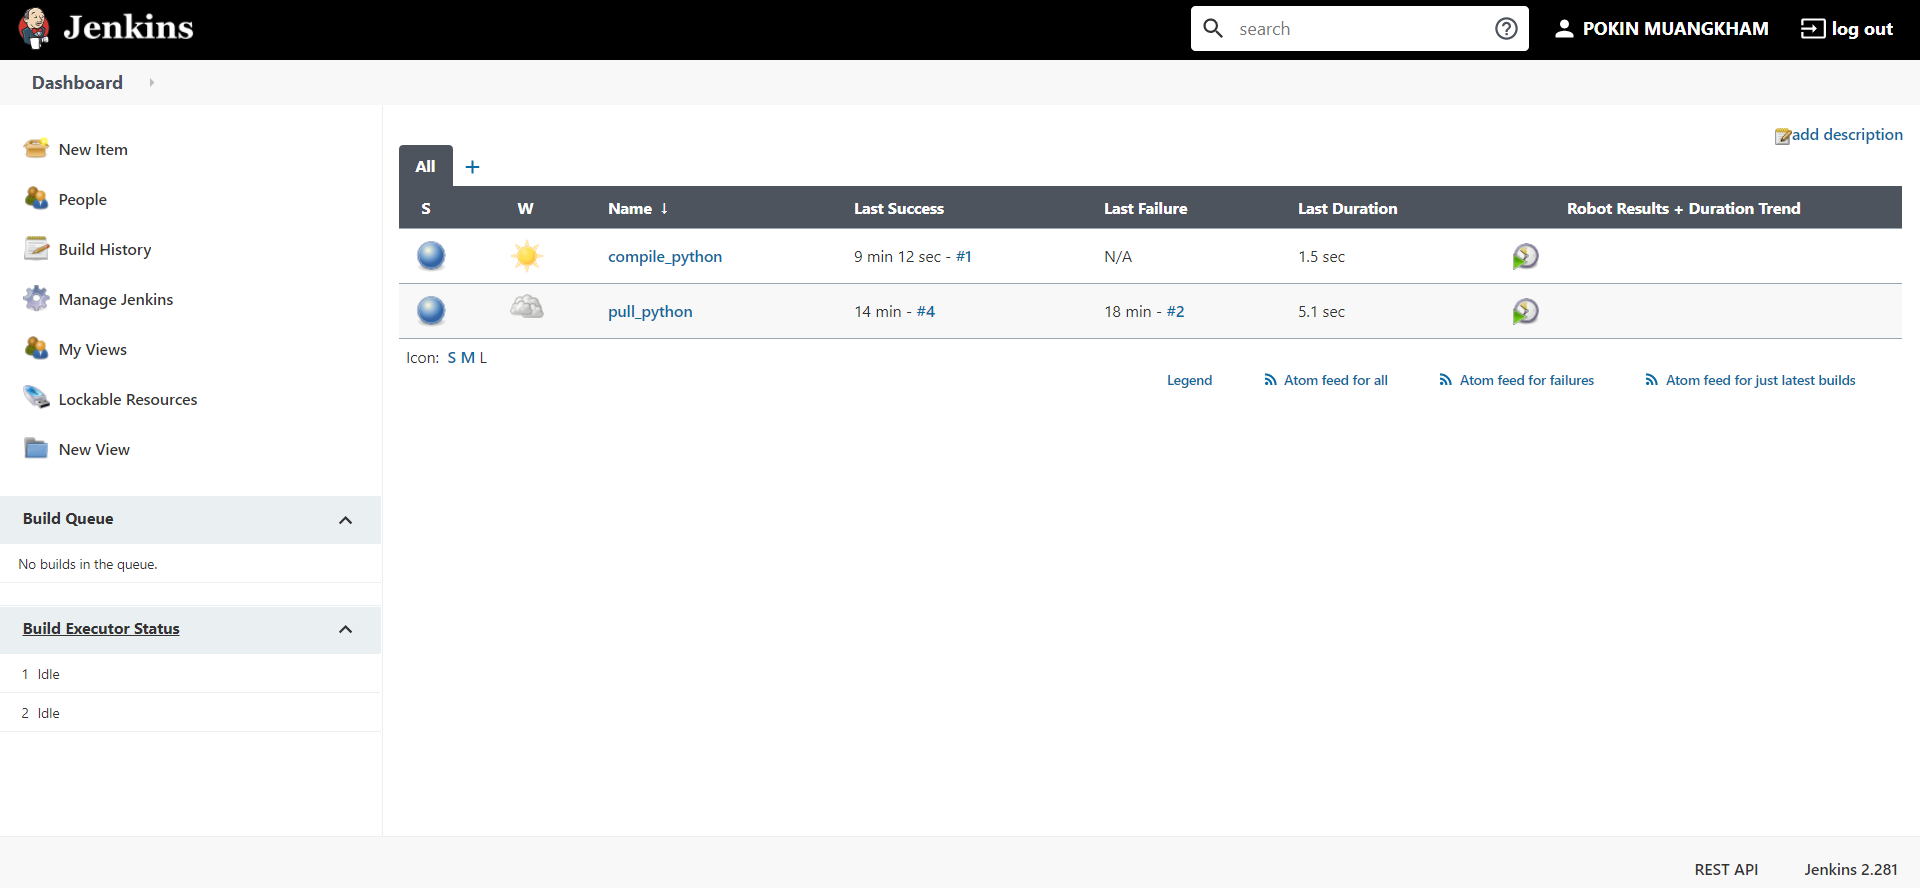 Jenkins
search
POKIN MUANGKHAM
log out
Dashboard
New Item
People
Build History
Manage Jenkins
My Views
Lockable Resources
New View
Build Queue
No builds in the queue.
Build Executor Status
1 Idle
2 Idle
add description
All +
S W Name ↓ Last Success Last Failure Last Duration Robot Results + Duration Trend
compile_python 9 min 12 sec - #1 N/A 1.5 sec
pull_python 14 min - #4 18 min - #2 5.1 sec
Icon: S M L
Legend Atom feed for all Atom feed for failures Atom feed for just latest builds
REST API Jenkins 2.281